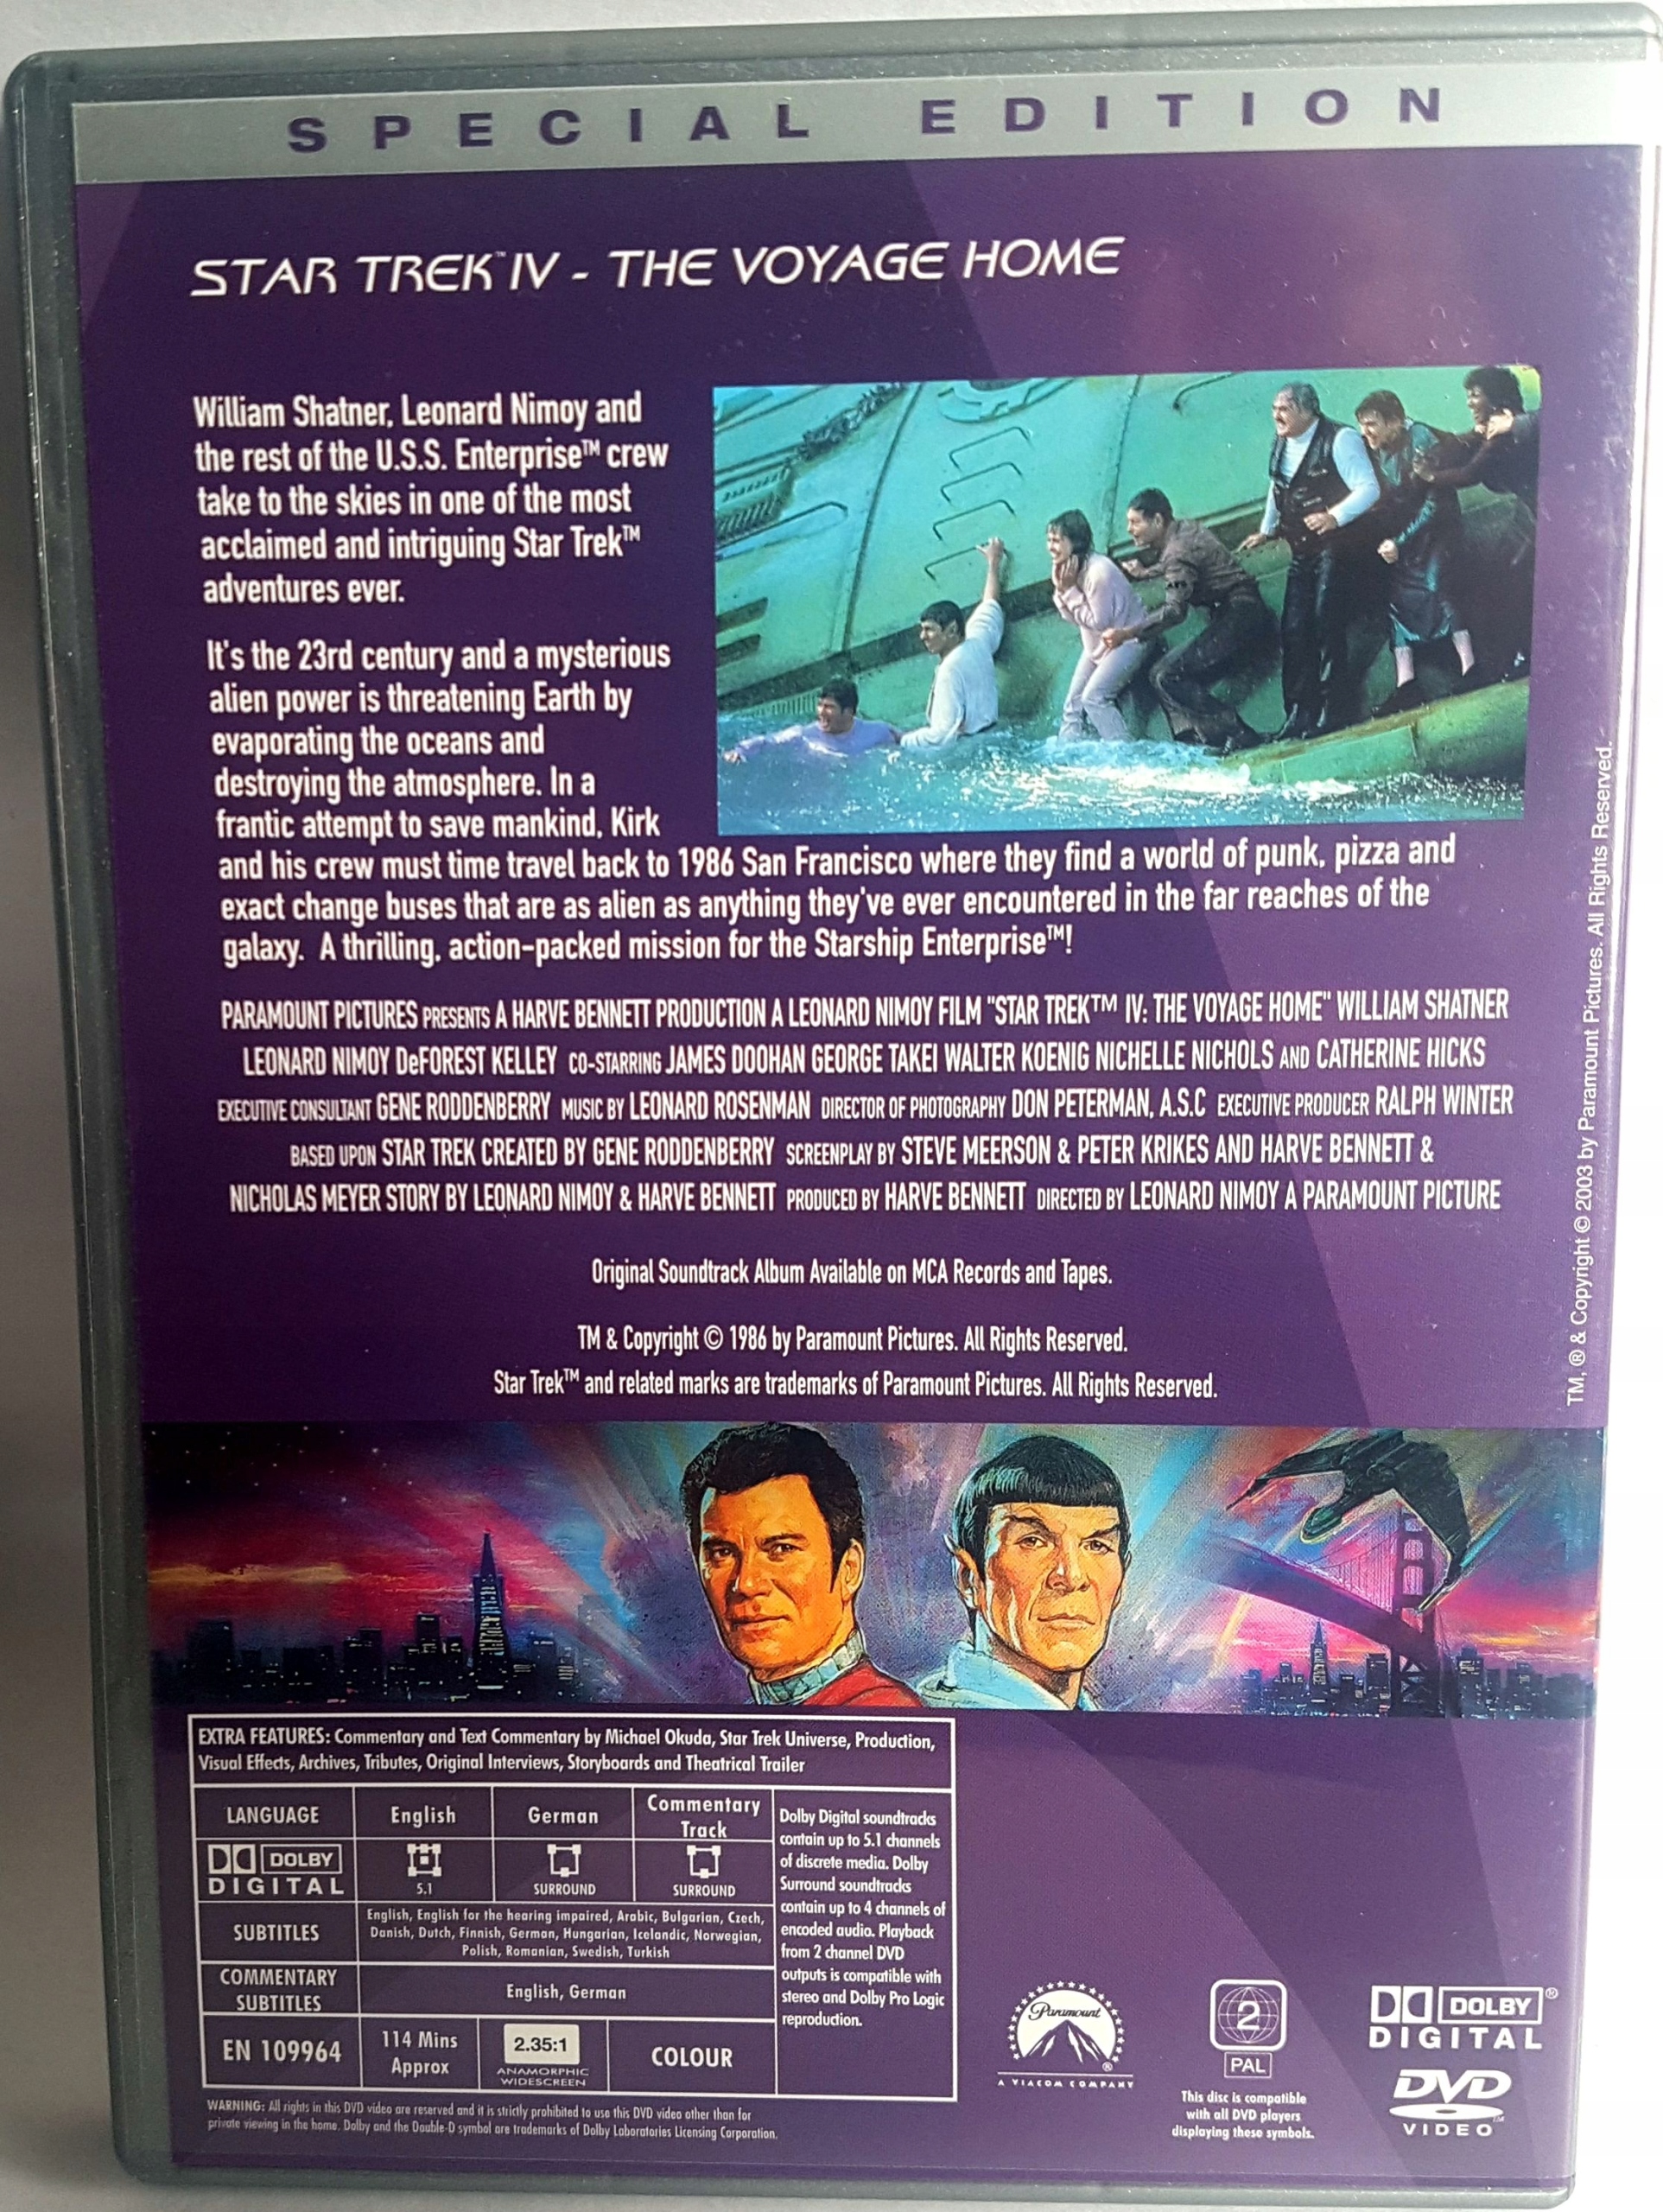 SPECIAL EDITION
STAR TREK™ IV - THE VOYAGE HOME
William Shatner, Leonard Nimoy and
the rest of the U.S.S. Enterprise™ crew
take to the skies in one of the most
acclaimed and intriguing Star Trek™
adventures ever.
It's the 23rd century and a mysterious
alien power is threatening Earth by
evaporating the oceans and
destroying the atmosphere. In a
frantic attempt to save mankind, Kirk
and his crew must time travel back to 1986 San Francisco where they find a world of punk, pizza and
exact change buses that are as alien as anything they've ever encountered in the far reaches of the
galaxy. A thrilling, action-packed mission for the Starship Enterprise™!
PARAMOUNT PICTURES PRESENTS A HARVE BENNETT PRODUCTION A LEONARD NIMOY FILM "STAR TREK™ IV: THE VOYAGE HOME" WILLIAM SHATNER
LEONARD NIMOY DeFOREST KELLEY CO-STARRING JAMES DOOHAN GEORGE TAKEI WALTER KOENIG NICHELLE NICHOLS AND CATHERINE HICKS
EXECUTIVE CONSULTANT GENE RODDENBERRY MUSIC BY LEONARD ROSENMAN DIRECTOR OF PHOTOGRAPHY DON PETERMAN, A.S.C EXECUTIVE PRODUCER RALPH WINTER
BASED UPON STAR TREK CREATED BY GENE RODDENBERRY SCREENPLAY BY STEVE MEERSON & PETER KRIKES AND HARVE BENNETT &
NICHOLAS MEYER STORY BY LEONARD NIMOY & HARVE BENNETT PRODUCED BY HARVE BENNETT DIRECTED BY LEONARD NIMOY A PARAMOUNT PICTURE
Original Soundtrack Album Available on MCA Records and Tapes.
TM & Copyright © 1986 by Paramount Pictures. All Rights Reserved.
Star Trek™ and related marks are trademarks of Paramount Pictures. All Rights Reserved.
TM, ® & Copyright © 2003 by Paramount Pictures. All Rights Reserved.
EXTRA FEATURES: Commentary and Text Commentary by Michael Okuda, Star Trek Universe, Production,
Visual Effects, Archives, Tributes, Original Interviews, Storyboards and Theatrical Trailer
LANGUAGE English German Commentary
Track
DOLBY
DIGITAL 5.1 SURROUND SURROUND
SUBTITLES
English, English for the hearing impaired, Arabic, Bulgarian, Czech,
Danish, Dutch, Finnish, German, Hungarian, Icelandic, Norwegian,
Polish, Romanian, Swedish, Turkish
COMMENTARY
SUBTITLES
English, German
EN 109964
114 Mins
Approx
2.35:1
ANAMORPHIC
WIDESCREEN
COLOUR
Dolby Digital soundtracks
contain up to 5.1 channels
of discrete media. Dolby
Surround soundtracks
contain up to 4 channels of
encoded audio. Playback
from 2 channel DVD
outputs is compatible with
stereo and Dolby Pro Logic
reproduction.
WARNING: All rights in this DVD video are reserved and it is strictly prohibited to use this DVD video other than for
private viewing in the home. Dolby and the Double-D symbol are trademarks of Dolby Laboratories Licensing Corporation.
Paramount ®
A VIACOM COMPANY
2
PAL
This disc is compatible
with all DVD players
displaying these symbols.
DOLBY ®
DIGITAL
DVD
VIDEO™